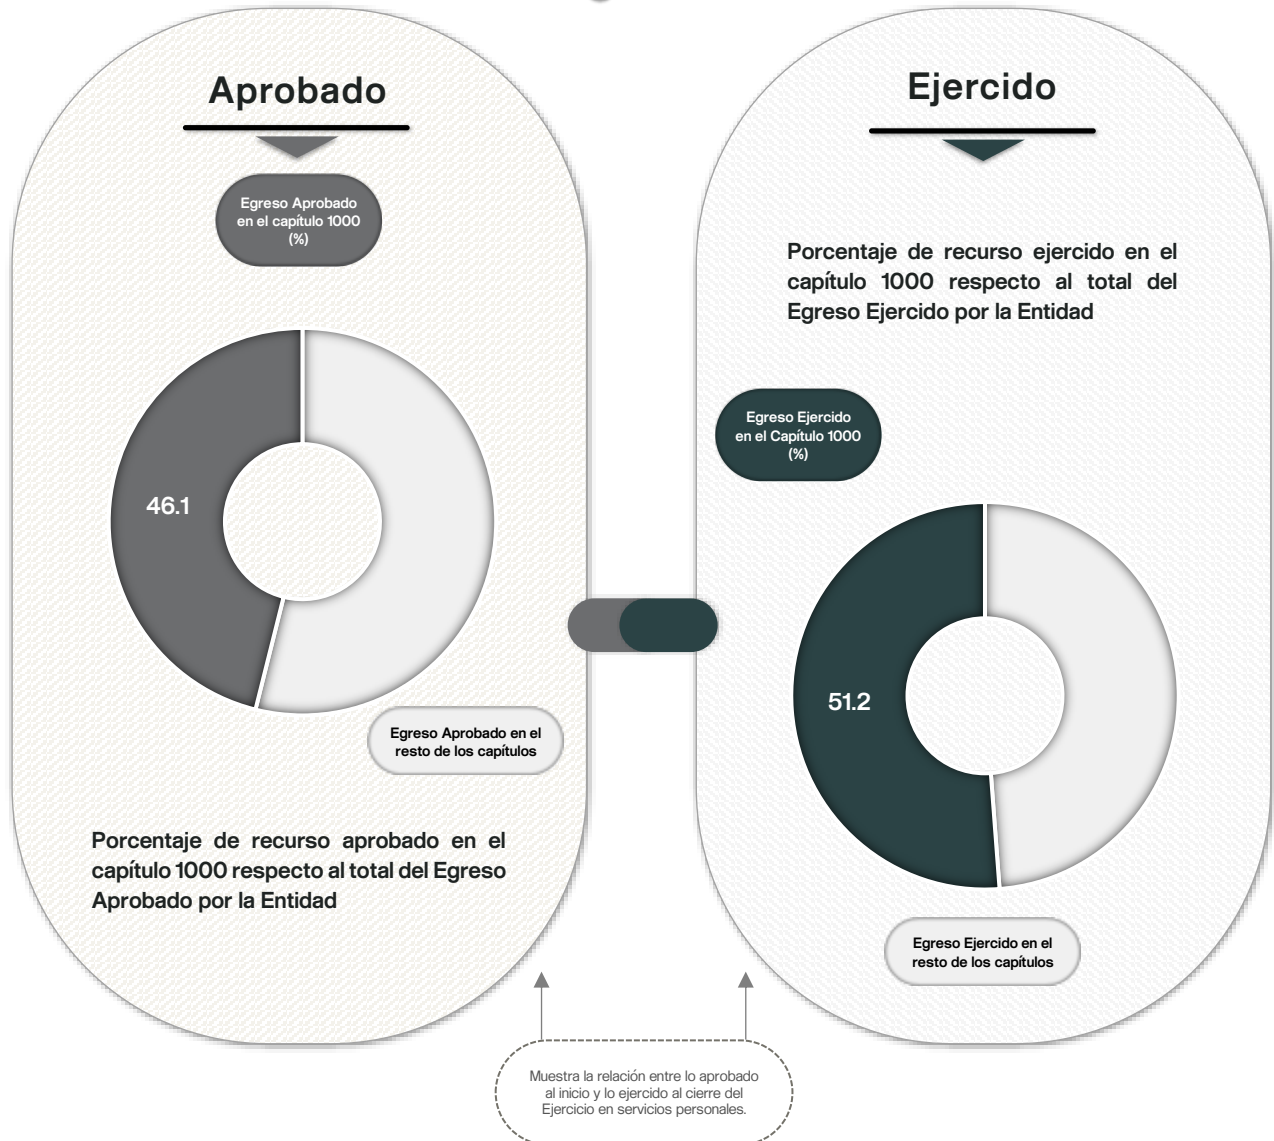 Aprobado
Egreso Aprobado
en el capítulo 1000
(%)
46.1
Egreso Aprobado en el
resto de los capítulos
Porcentaje de recurso aprobado en el
capítulo 1000 respecto al total del Egreso
Aprobado por la Entidad
Ejercido
Porcentaje de recurso ejercido en el
capítulo 1000 respecto al total del
Egreso Ejercido por la Entidad
Egreso Ejercido
en el Capítulo 1000
(%)
51.2
Egreso Ejercido en el
resto de los capítulos
Muestra la relación entre lo aprobado
al inicio y lo ejercido al cierre del
Ejercicio en servicios personales.